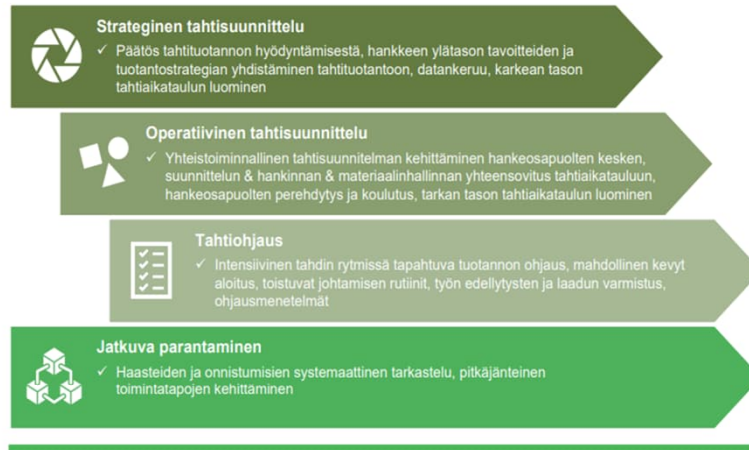 Strateginen tahtisuunnittelu
✓ Päätös tahtituotannon hyödyntämisestä, hankkeen ylätason tavoitteiden ja
tuotantostrategian yhdistäminen tahtituotantoon, datankeruu, karkean tason
tahtiaikataulun luominen
Operatiivinen tahtisuunnittelu
✓ Yhteistoiminnallinen tahtisuunnitelman kehittäminen hankeosapuolten kesken,
suunnittelun & hankinnan & materiaalinhallinnan yhteensovitus tahtiaikatauluun,
hankeosapuolten perehdytys ja koulutus, tarkan tason tahtiaikataulun luominen
Tahtiohjaus
✓ Intensiivinen tahdin rytmissä tapahtuva tuotannon ohjaus, mahdollinen kevyt
aloitus, toistuvat johtamisen rutiinit, työn edellytysten ja laadun varmistus,
ohjausmenetelmät
Jatkuva parantaminen
✓ Haasteiden ja onnistumisien systemaattinen tarkastelu, pitkäjänteinen
toimintatapojen kehittäminen